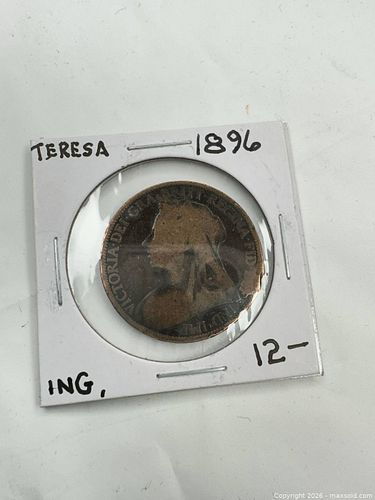 TERESA 1896
VICTORIA·DEI·GRA·BRITT·REGINA·FID
ING, 12-
Copyright 2026 - maxsold.com